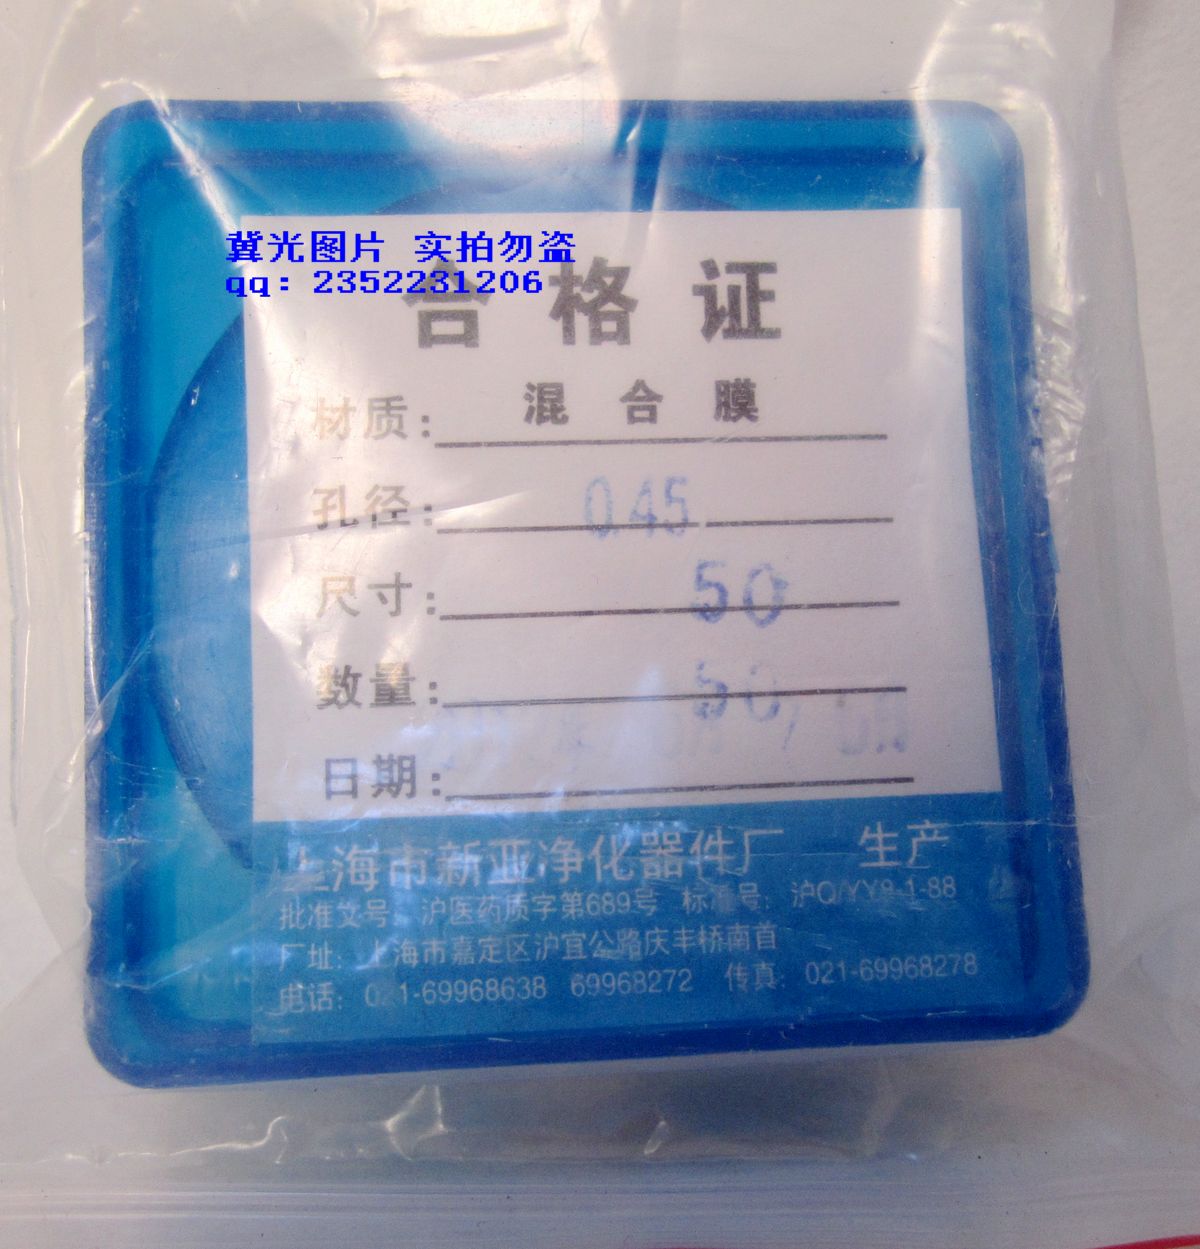 冀光图片 实拍勿盗
qq: 2352231206
合格证
材质: 混合膜
孔径: 0.45
尺寸: 50
数量: 50
日期:
上海市新亚净化器件厂 生产
批准文号: 沪医药质字第689号 标准号: 沪Q/YY8-1-88
厂址: 上海市嘉定区沪宜公路庆丰桥南首
电话: 021-69968638 69968272 传真: 021-69968278